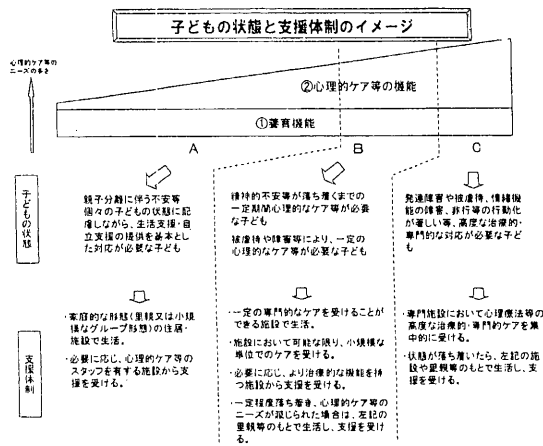 子どもの状態と支援体制のイメージ
心理的ケア等の
ニーズの多さ
②心理的ケア等の機能
①養育機能
A
B
C
子どもの状態
親子分離に伴う不安等
個々の子どもの状態に配
慮しながら、生活支援・自
立支援の提供を基本とし
た対応が必要な子ども
精神的不安等が落ち着くまでの
一定期間心理的なケア等が必要
な子ども
被虐待や障害等により、一定の
心理的なケア等が必要な子ども
発達障害や被虐待、情緒機
能の障害、非行等の行動化
が著しい等、高度な治療的・
専門的な対応が必要な子ど
も
支援体制
・家庭的な形態(里親又は小規
模なグループ形態)の住居・
施設で生活。
・必要に応じ、心理的ケア等の
スタッフを有する施設から支
援を受ける。
・一定の専門的なケアを受けることが
できる施設で生活。
・施設において可能な限り、小規模な
単位でのケアを受ける。
・必要に応じ、より治療的な機能を持
つ施設から支援を受ける。
・一定程度落ち着き、心理的ケア等の
ニーズが減じられた場合は、左記の
里親等のもとで生活し、支援を受け
る。
・専門施設において心理療法等の
高度な治療的・専門的ケアを集
中的に受ける。
・状態が落ち着いたら、左記の施
設や里親等のもとで生活し、支
援を受ける。